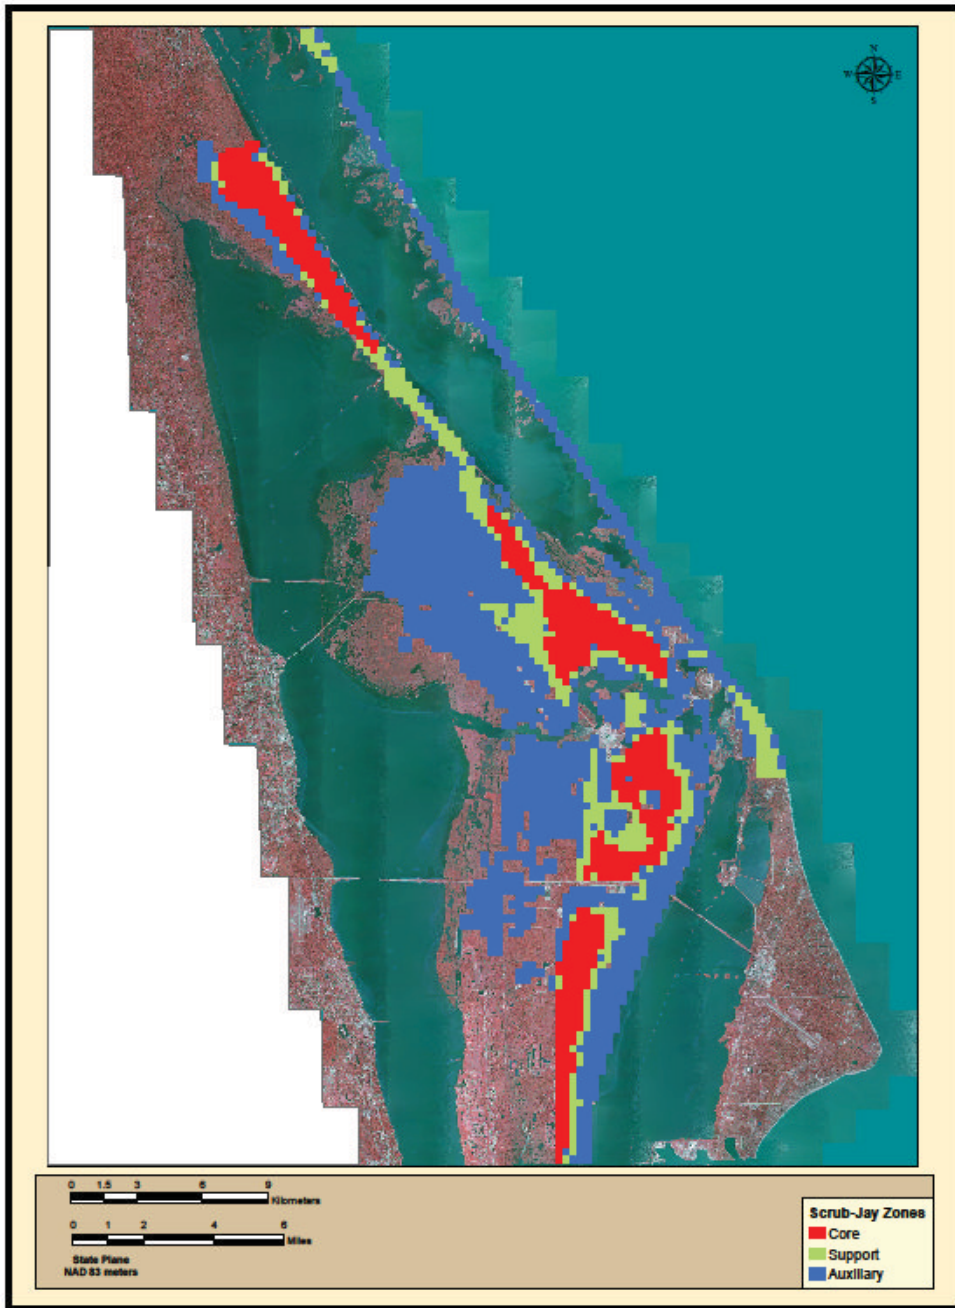 N
W E
S
0 1.5 3 6 9
Kilometers
0 1 2 4 6
Miles
State Plane
NAD 83 meters
Scrub-Jay Zones
Core
Support
Auxiliary